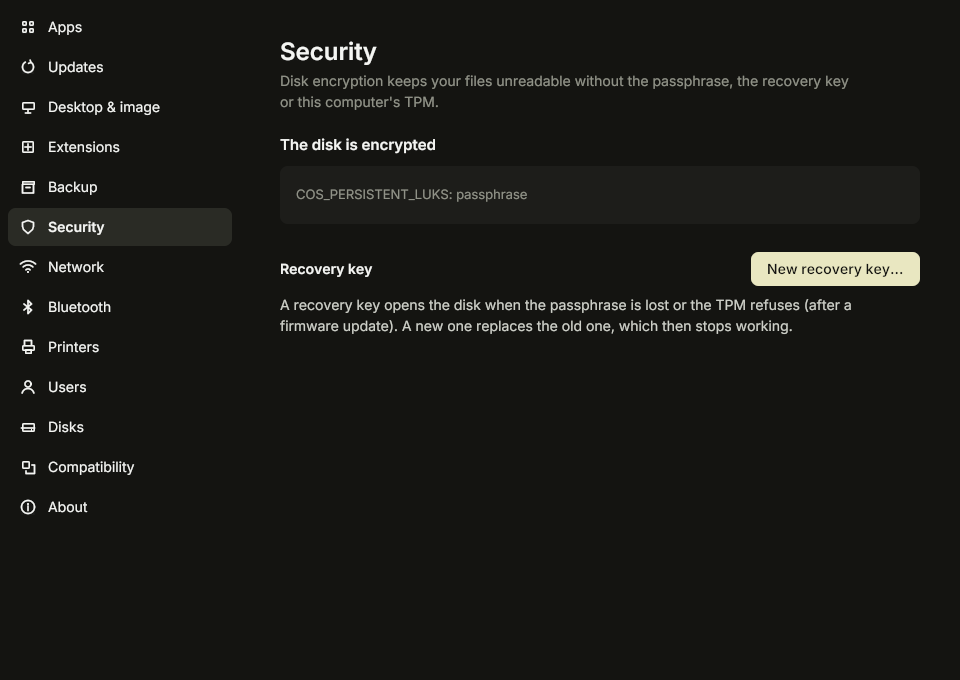 Apps
Updates
Desktop & image
Extensions
Backup
Security
Network
Bluetooth
Printers
Users
Disks
Compatibility
About
Security
Disk encryption keeps your files unreadable without the passphrase, the recovery key
or this computer's TPM.
The disk is encrypted
COS_PERSISTENT_LUKS: passphrase
Recovery key
New recovery key...
A recovery key opens the disk when the passphrase is lost or the TPM refuses (after a
firmware update). A new one replaces the old one, which then stops working.